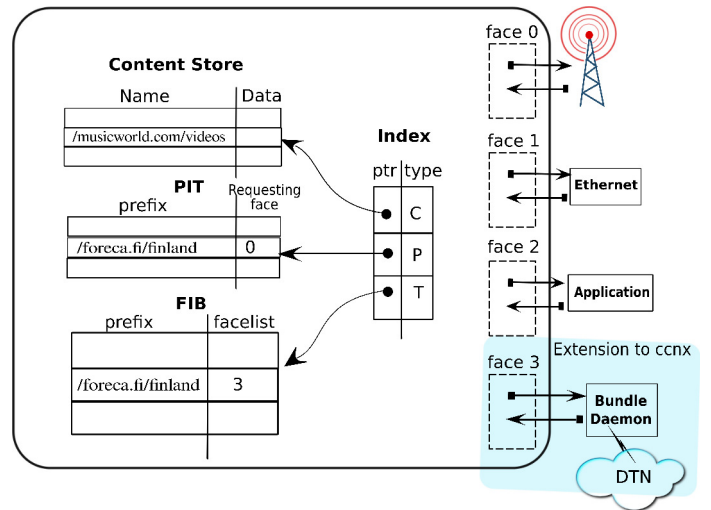 Content Store
Name Data
/musicworld.com/videos
PIT
prefix Requesting face
/foreca.fi/finland 0
FIB
prefix facelist
/foreca.fi/finland 3
Index
ptr type
C
P
T
face 0
face 1
Ethernet
face 2
Application
Extension to ccnx
face 3
Bundle
Daemon
DTN